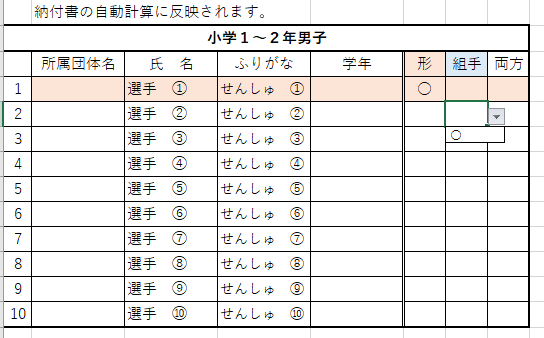 納付書の自動計算に反映されます。
小学１～２年男子
所属団体名 氏　名 ふりがな 学年 形 組手 両方
1 選手　① せんしゅ　① 〇
2 選手　② せんしゅ　②
3 選手　③ せんしゅ　③ 〇
4 選手　④ せんしゅ　④
5 選手　⑤ せんしゅ　⑤
6 選手　⑥ せんしゅ　⑥
7 選手　⑦ せんしゅ　⑦
8 選手　⑧ せんしゅ　⑧
9 選手　⑨ せんしゅ　⑨
10 選手　⑩ せんしゅ　⑩